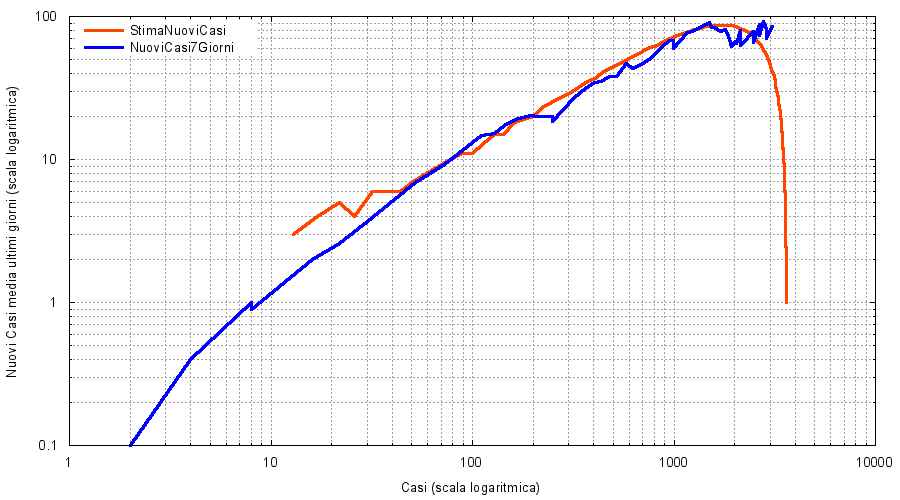 StimaNuoviCasi
NuoviCasi7Giorni
100
10
1
0.1
Nuovi Casi media ultimi giorni (scala logaritmica)
1 10 100 1000 10000
Casi (scala logaritmica)